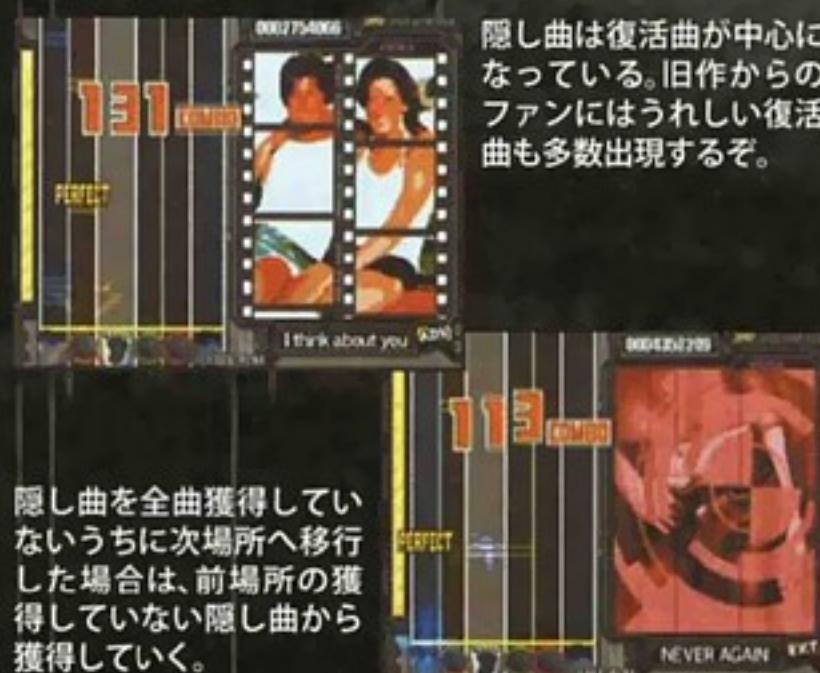 0002754066
131 COMBO
PERFECT
I think about you
隠し曲は復活曲が中心に
なっている。旧作からの
ファンにはうれしい復活
曲も多数出現するぞ。
113 COMBO
PERFECT
NEVER AGAIN
隠し曲を全曲獲得してい
ないうちに次場所へ移行
した場合は、前場所の獲
得していない隠し曲から
獲得していく。